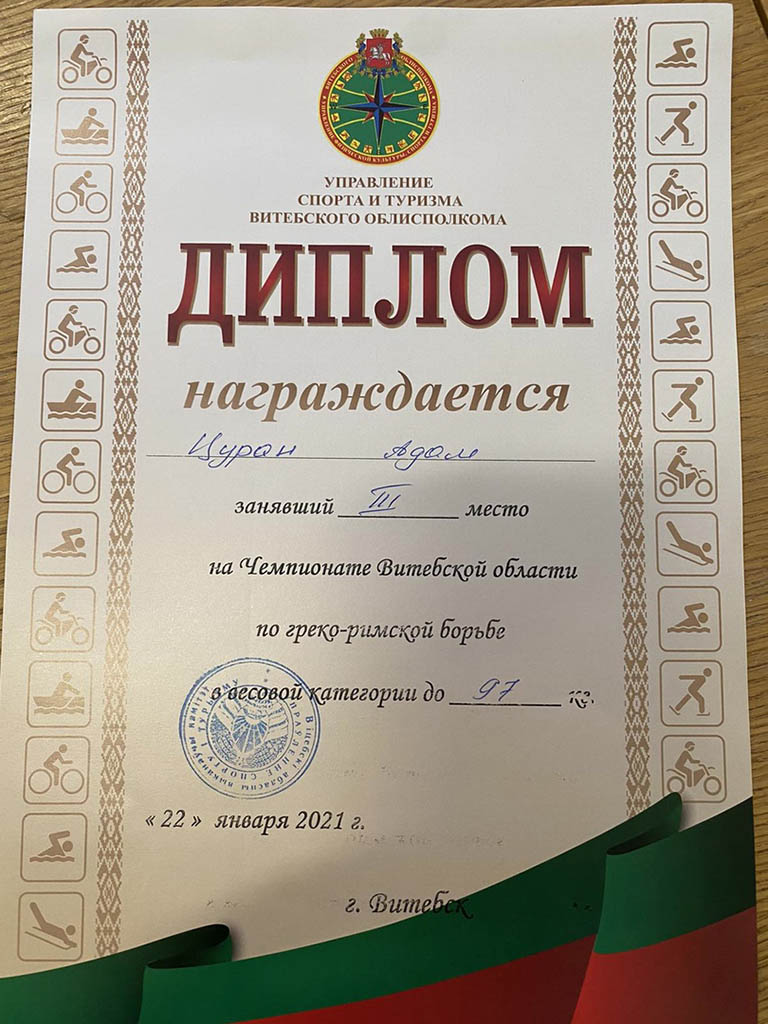 УПРАВЛЕНИЕ
СПОРТА И ТУРИЗМА
ВИТЕБСКОГО ОБЛИСПОЛКОМА
ДИПЛОМ
награждается
Цуран Адам
занявший III место
на Чемпионате Витебской области
по греко-римской борьбе
в весовой категории до 97 кг.
« 22 » января 2021 г.
г. Витебск